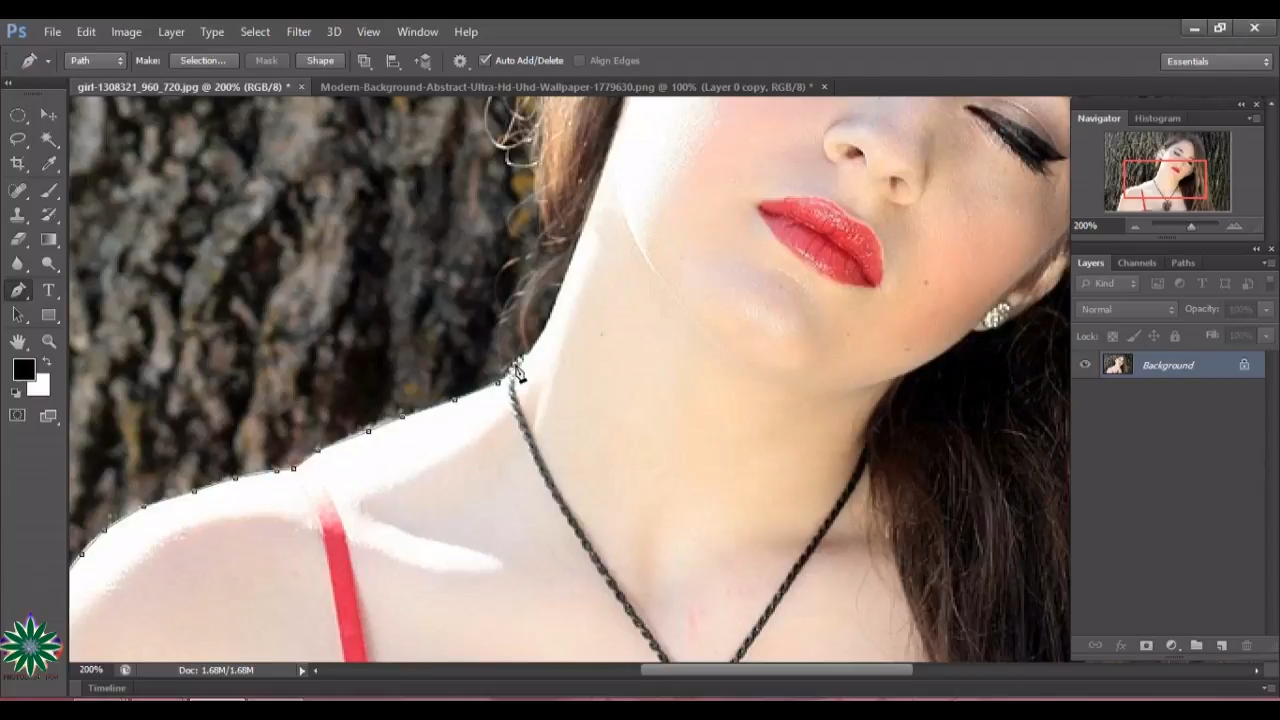 Ps File Edit Image Layer Type Select Filter 3D View Window Help
Path Make: Selection... Mask Shape Auto Add/Delete Align Edges Essentials
girl-1308321_960_720.jpg @ 200% (RGB/8) * × Modern-Background-Abstract-Ultra-Hd-Uhd-Wallpaper-1779630.png @ 100% (Layer 0 copy, RGB/8) * ×
Navigator Histogram
200%
Layers Channels Paths
Kind
Normal Opacity: 100%
Lock: Fill: 100%
Background
200% Doc: 1.68M/1.68M
Timeline